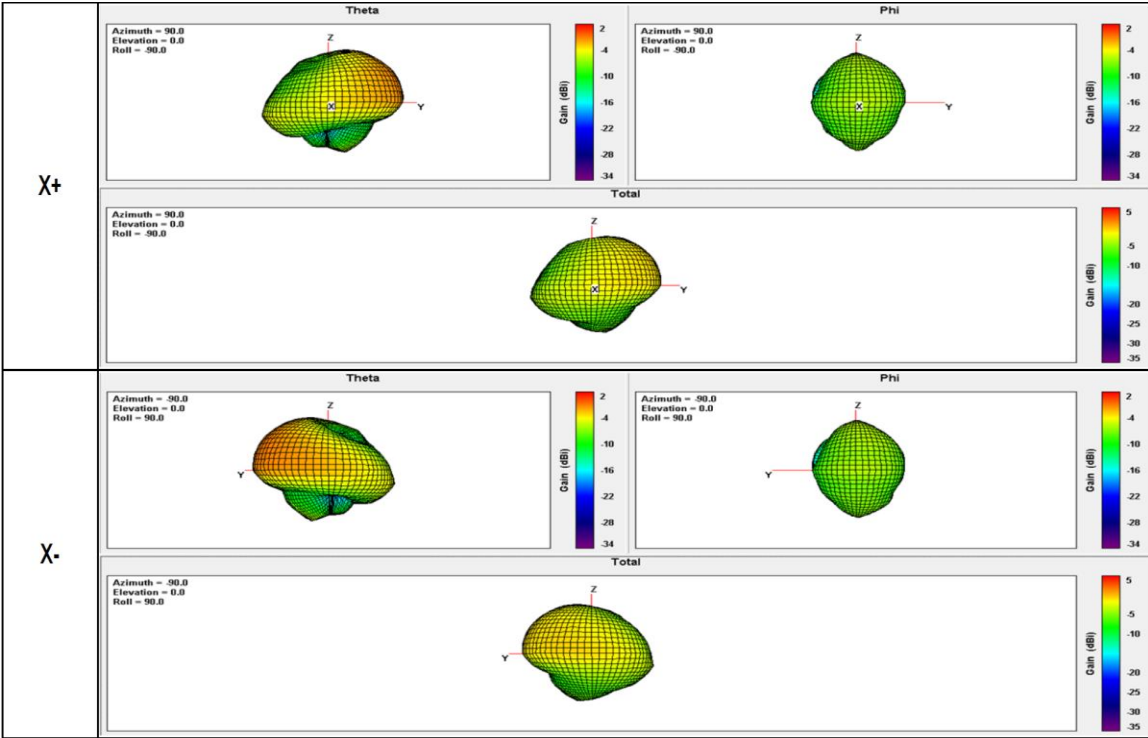 X+
Theta
Azimuth = 90.0
Elevation = 0.0
Roll = -90.0
Z
X
Y
Gain (dBi)
2
-4
-10
-16
-22
-28
-34
Phi
Azimuth = 90.0
Elevation = 0.0
Roll = -90.0
Z
X
Y
Gain (dBi)
2
-4
-10
-16
-22
-28
-34
Total
Azimuth = 90.0
Elevation = 0.0
Roll = -90.0
Z
X
Y
Gain (dBi)
5
-5
-10
-15
-20
-25
-30
-35
X-
Theta
Azimuth = -90.0
Elevation = 0.0
Roll = 90.0
Z
Y
Gain (dBi)
2
-4
-10
-16
-22
-28
-34
Phi
Azimuth = -90.0
Elevation = 0.0
Roll = 90.0
Z
Y
Gain (dBi)
2
-4
-10
-16
-22
-28
-34
Total
Azimuth = -90.0
Elevation = 0.0
Roll = 90.0
Z
Y
Gain (dBi)
5
-5
-10
-15
-20
-25
-30
-35